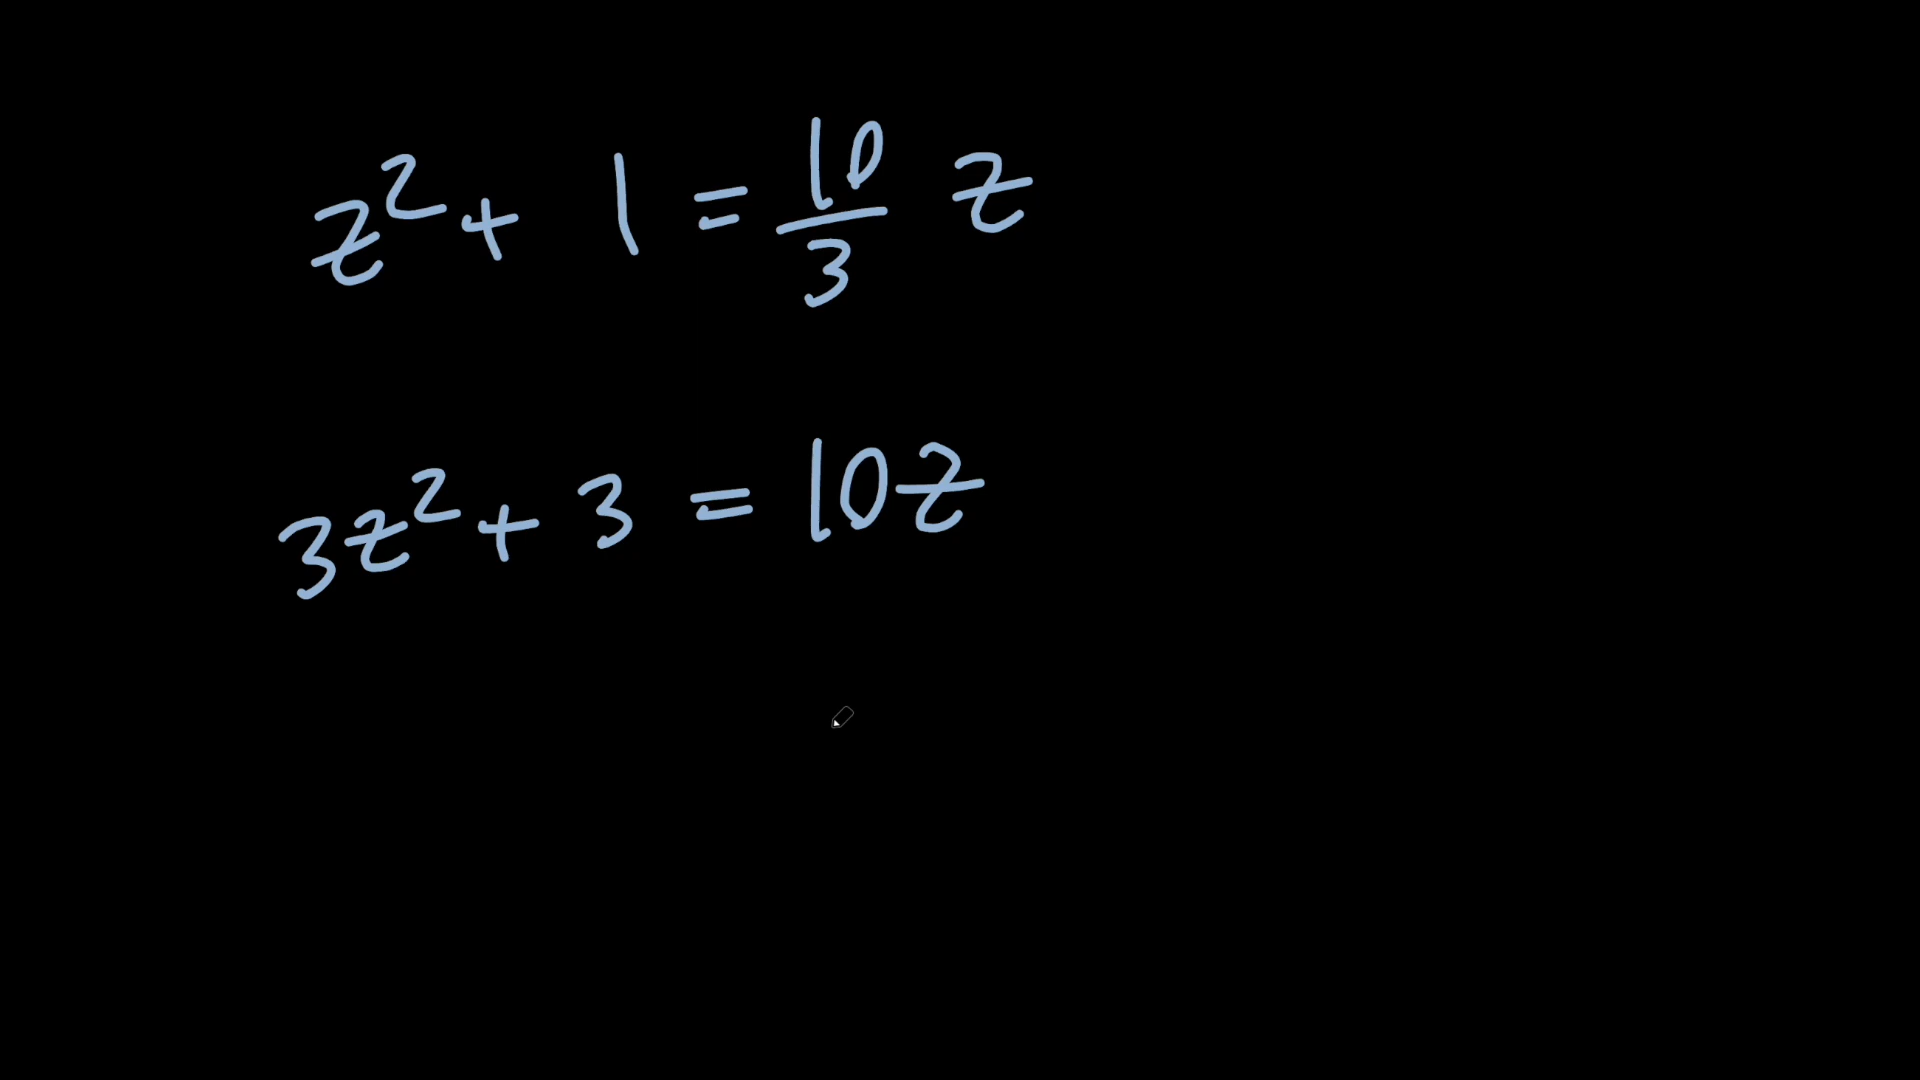 z² + 1 = 10/3 z
3z² + 3 = 10z